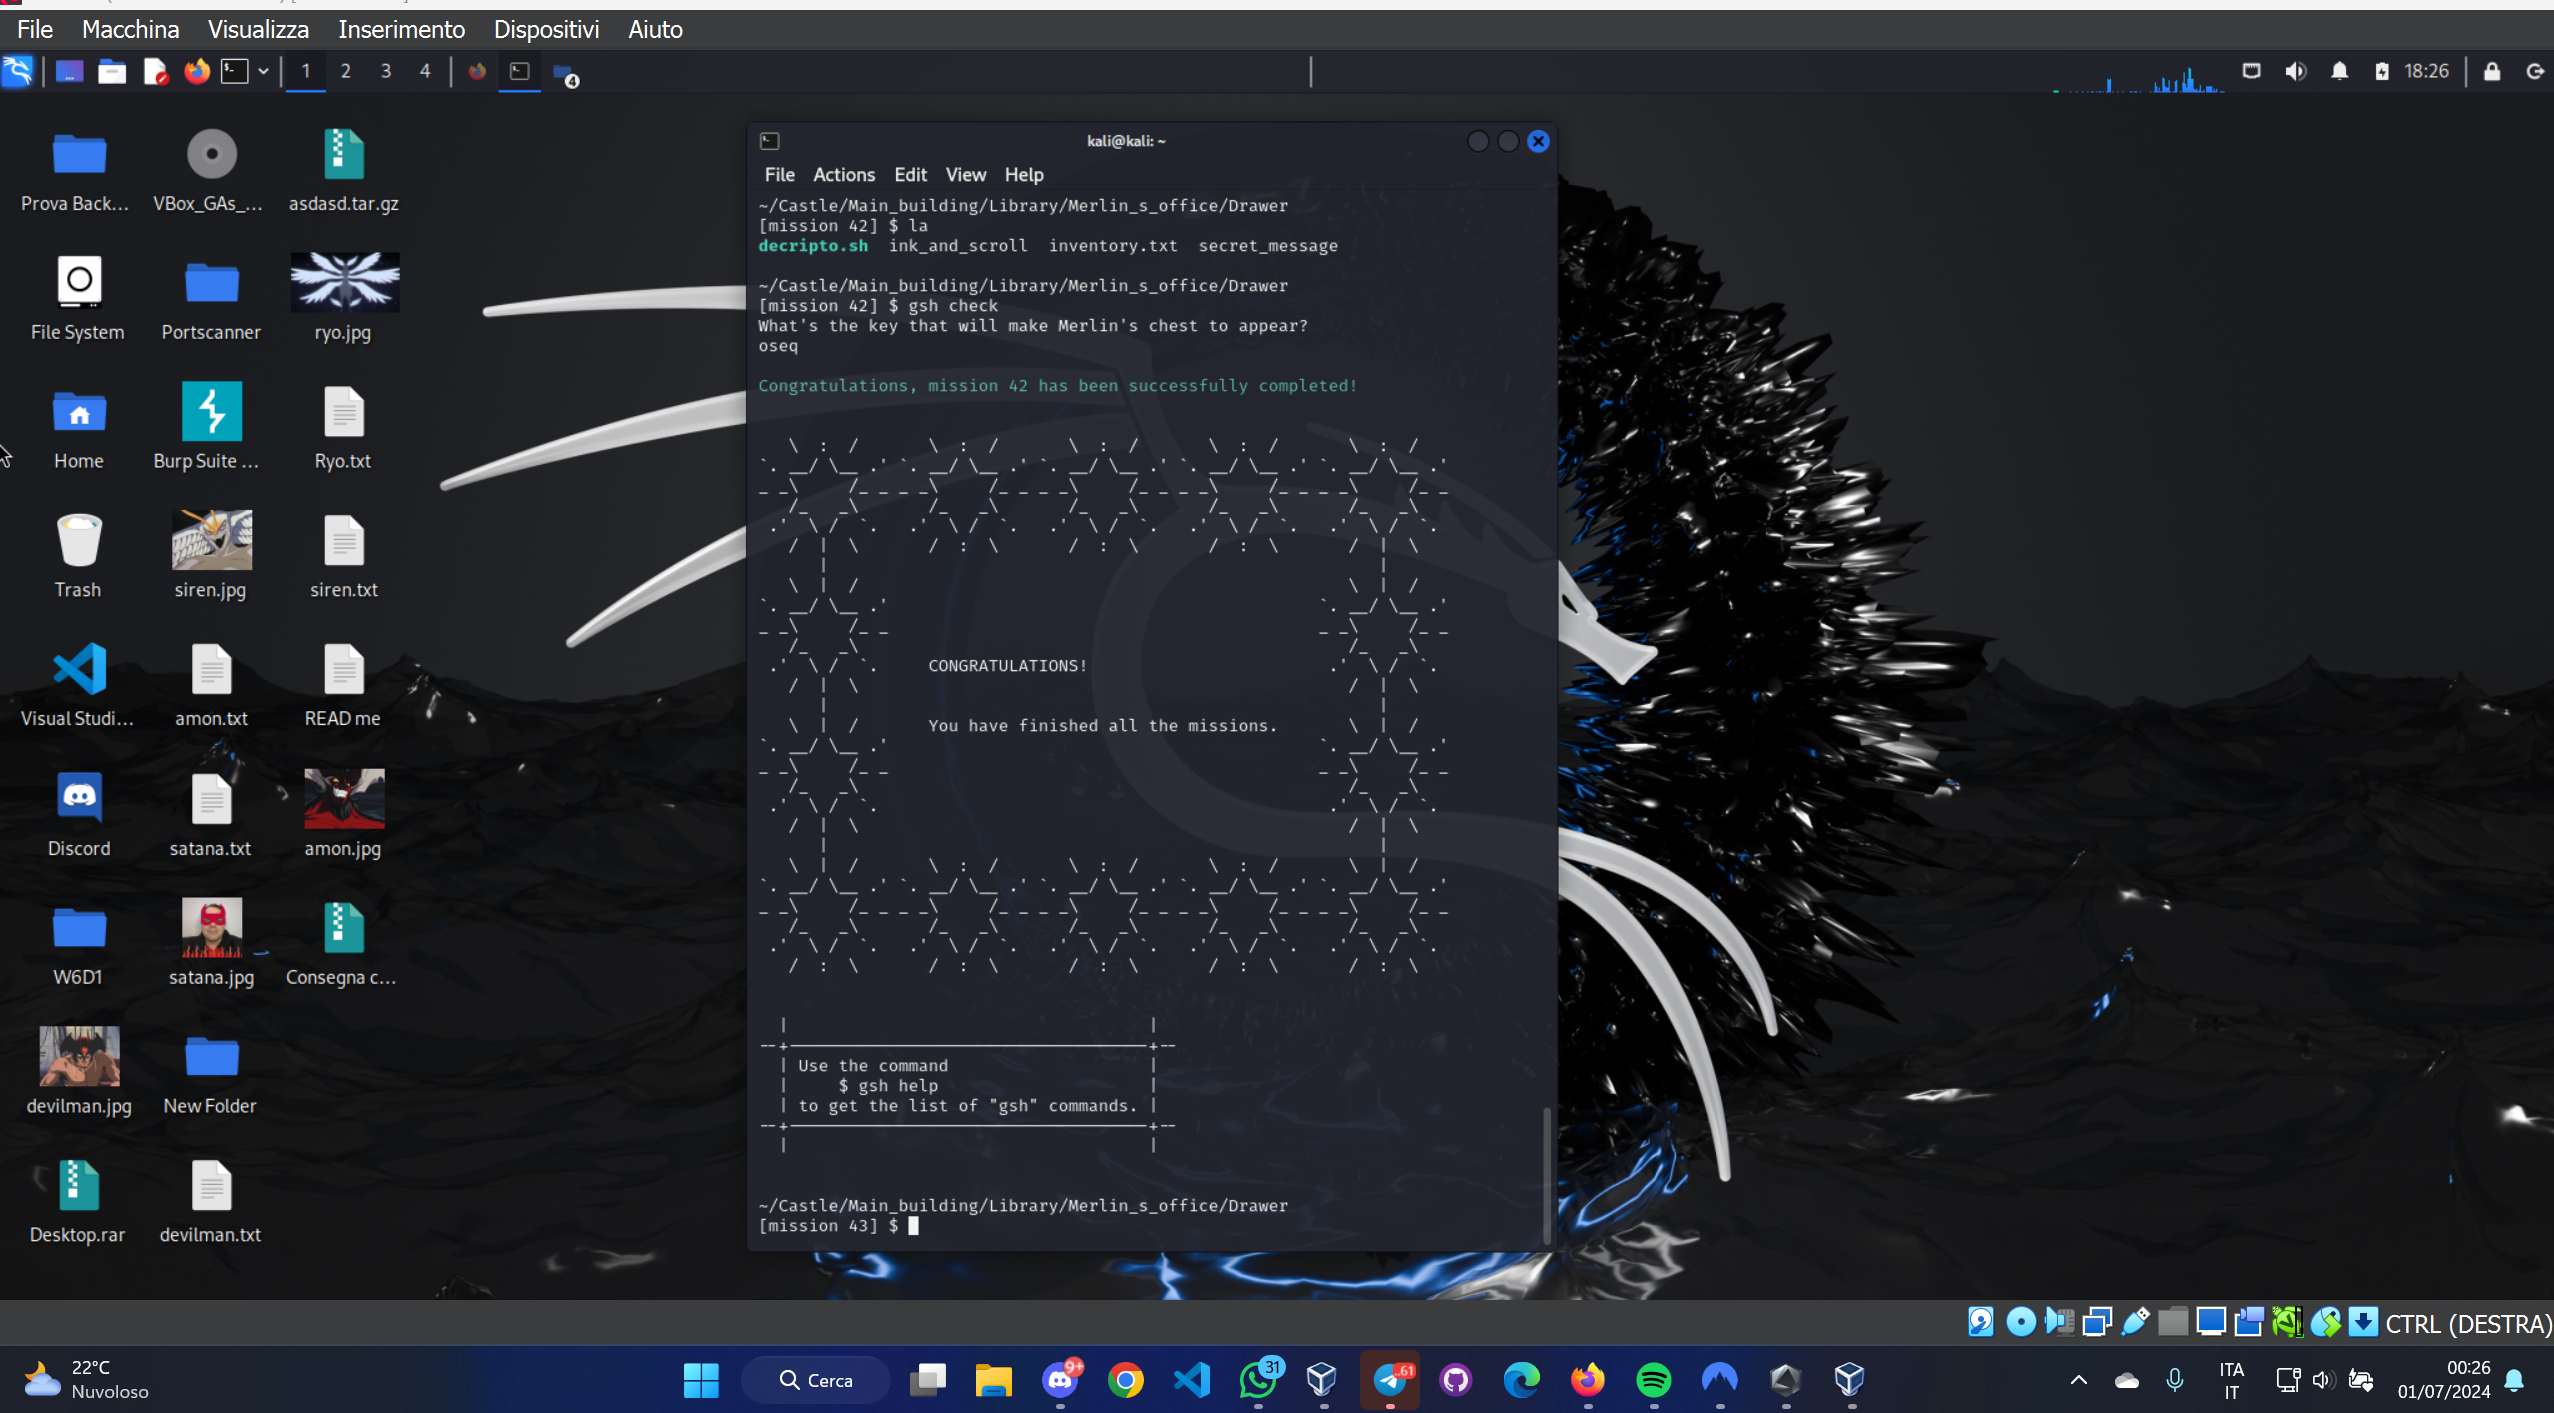 File Macchina Visualizza Inserimento Dispositivi Aiuto
1 2 3 4
4
18:26
kali@kali: ~
File Actions Edit View Help
~/Castle/Main_building/Library/Merlin_s_office/Drawer
[mission 42] $ la
decripto.sh ink_and_scroll inventory.txt secret_message
~/Castle/Main_building/Library/Merlin_s_office/Drawer
[mission 42] $ gsh check
What's the key that will make Merlin's chest to appear?
oseq
Congratulations, mission 42 has been successfully completed!
CONGRATULATIONS!
You have finished all the missions.
Use the command
$ gsh help
to get the list of "gsh" commands.
~/Castle/Main_building/Library/Merlin_s_office/Drawer
[mission 43] $
Prova Back... VBox_GAs_... asdasd.tar.gz
File System Portscanner ryo.jpg
Home Burp Suite ... Ryo.txt
Trash siren.jpg siren.txt
Visual Studi... amon.txt READ me
Discord satana.txt amon.jpg
W6D1 satana.jpg Consegna c...
devilman.jpg New Folder
Desktop.rar devilman.txt
CTRL (DESTRA)
22°C
Nuvoloso
Cerca
9+
31
..61
ITA
IT
00:26
01/07/2024